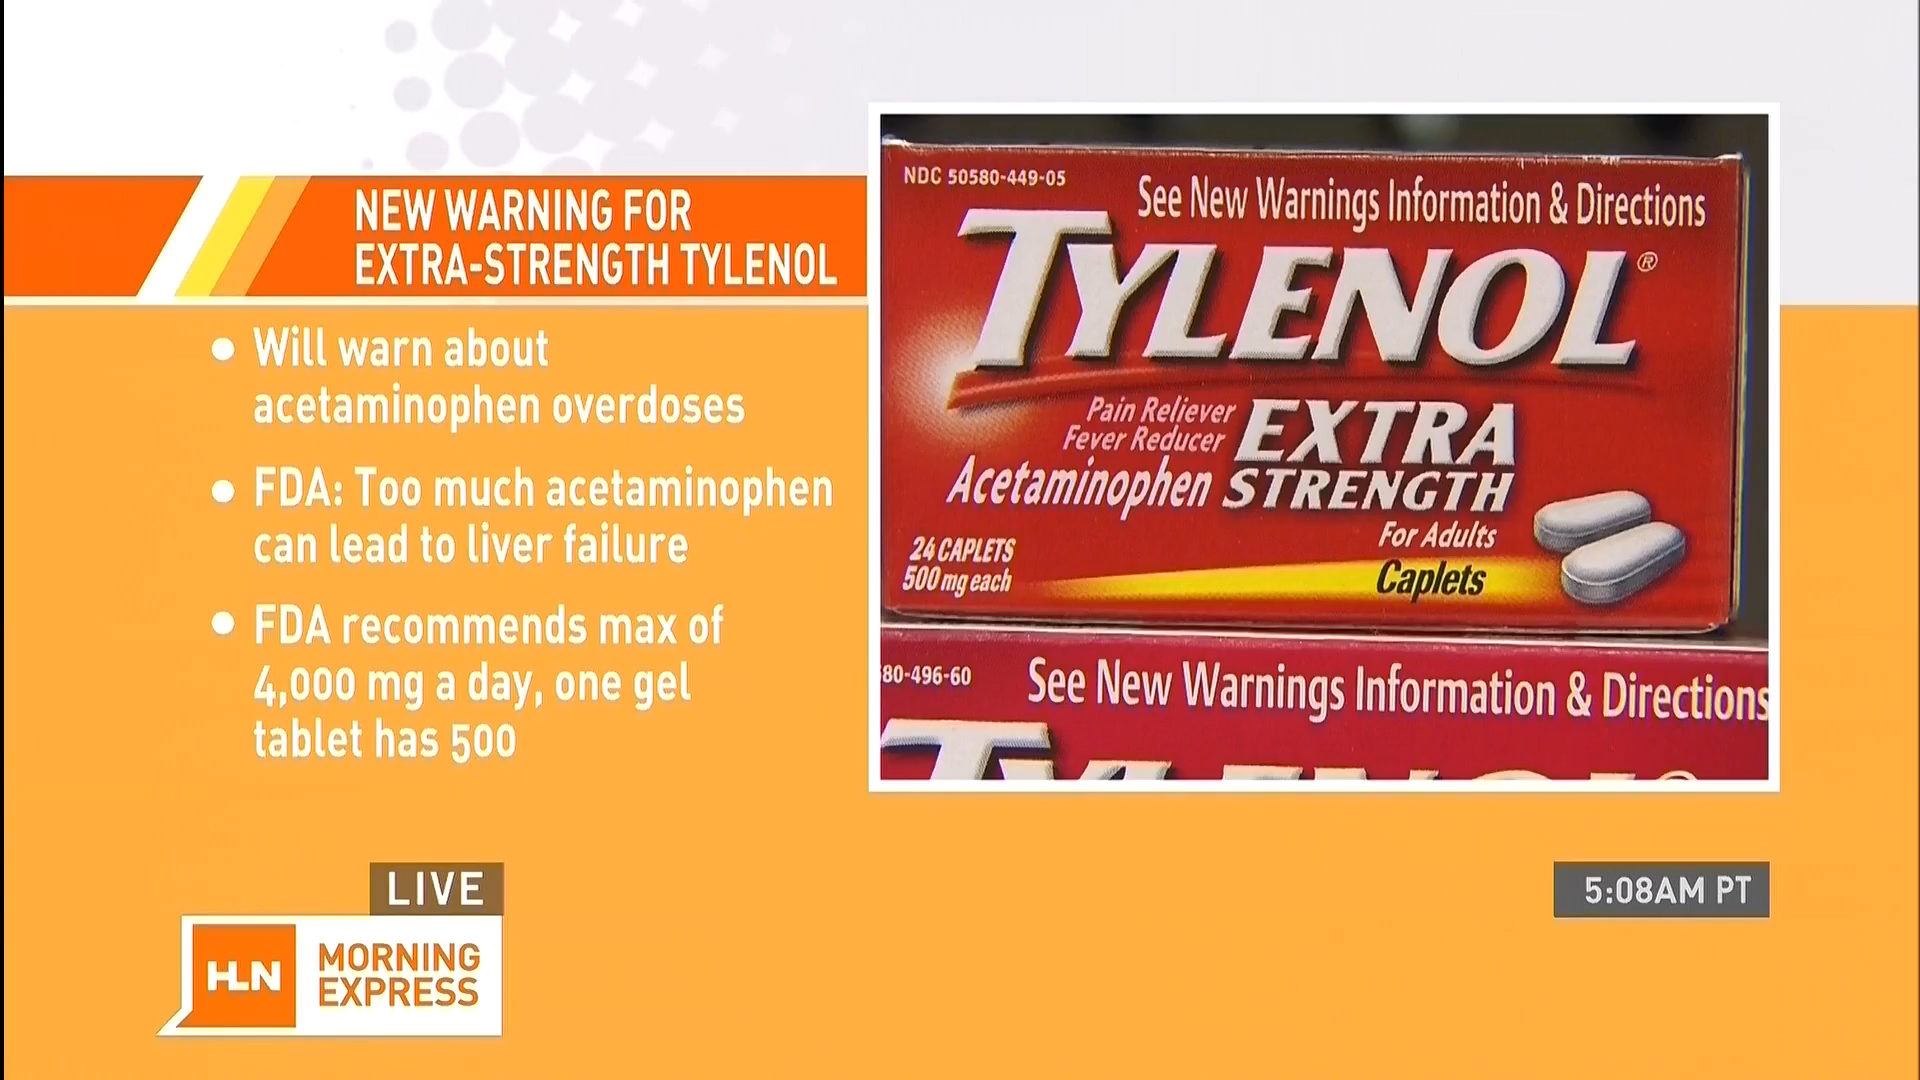 NEW WARNING FOR
EXTRA-STRENGTH TYLENOL
• Will warn about
acetaminophen overdoses
• FDA: Too much acetaminophen
can lead to liver failure
• FDA recommends max of
4,000 mg a day, one gel
tablet has 500
NDC 50580-449-05
See New Warnings Information & Directions
TYLENOL®
Pain Reliever
Fever Reducer
Acetaminophen
EXTRA
STRENGTH
For Adults
24 CAPLETS
500 mg each
Caplets
80-496-60
See New Warnings Information & Directions
TYLENOL®
LIVE
HLN
MORNING
EXPRESS
5:08AM PT